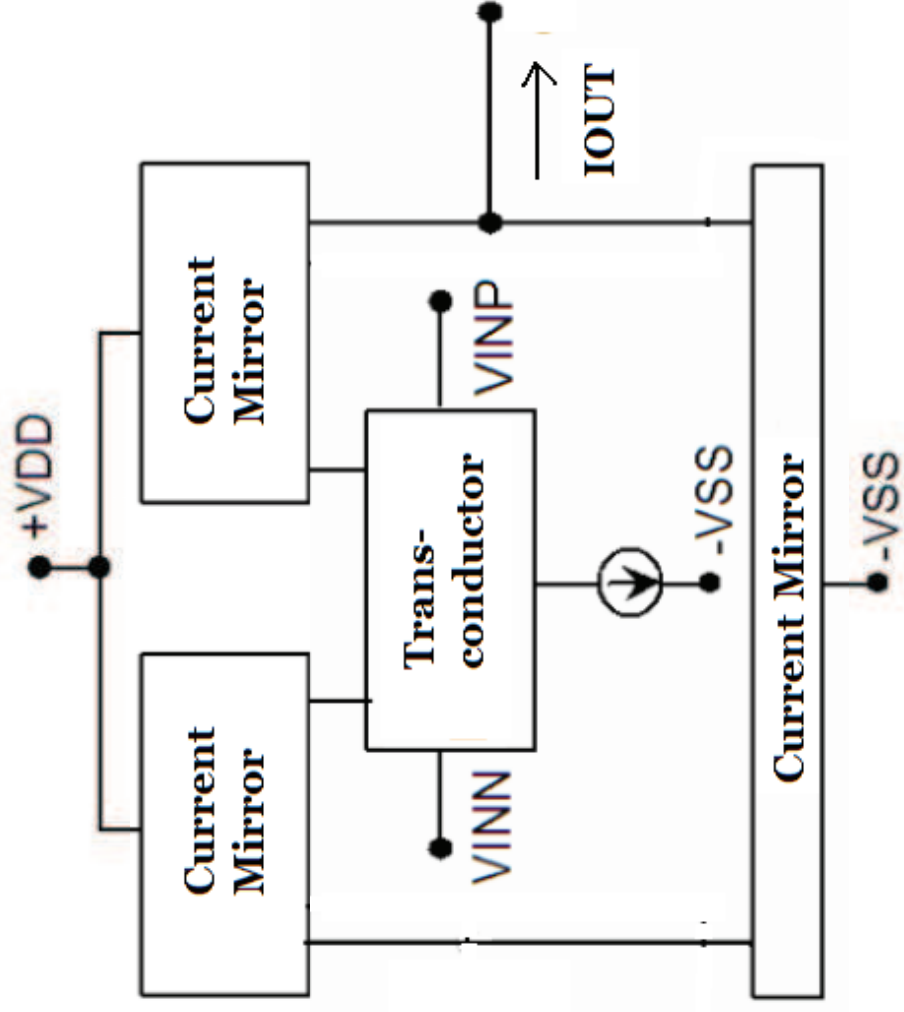 +VDD
Current
Mirror
Current
Mirror
IOUT
VINN
Trans-
conductor
VINP
-VSS
Current Mirror
-VSS